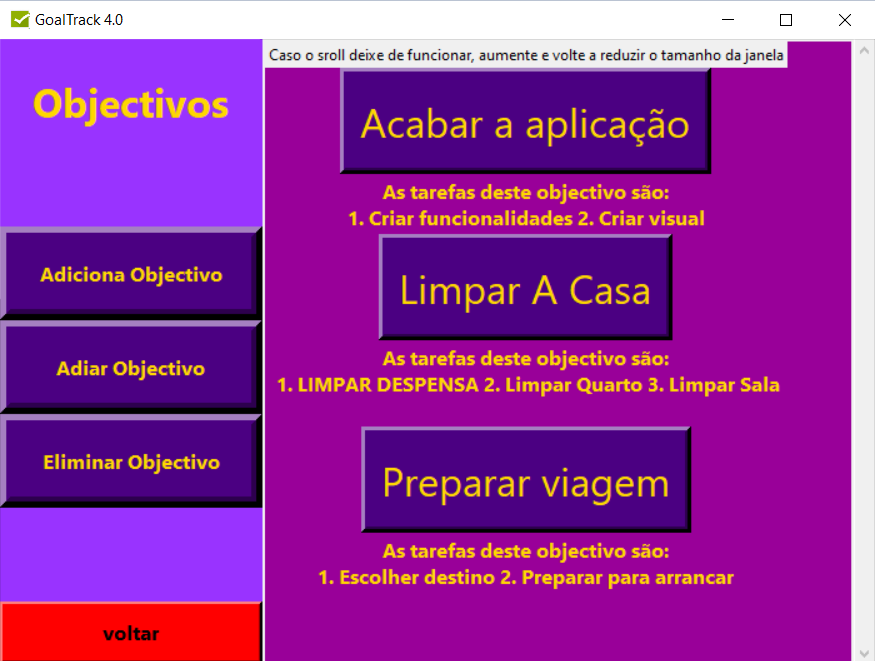 GoalTrack 4.0
Objectivos
Adiciona Objectivo
Adiar Objectivo
Eliminar Objectivo
voltar
Caso o sroll deixe de funcionar, aumente e volte a reduzir o tamanho da janela
Acabar a aplicação
As tarefas deste objectivo são:
1. Criar funcionalidades 2. Criar visual
Limpar A Casa
As tarefas deste objectivo são:
1. LIMPAR DESPENSA 2. Limpar Quarto 3. Limpar Sala
Preparar viagem
As tarefas deste objectivo são:
1. Escolher destino 2. Preparar para arrancar